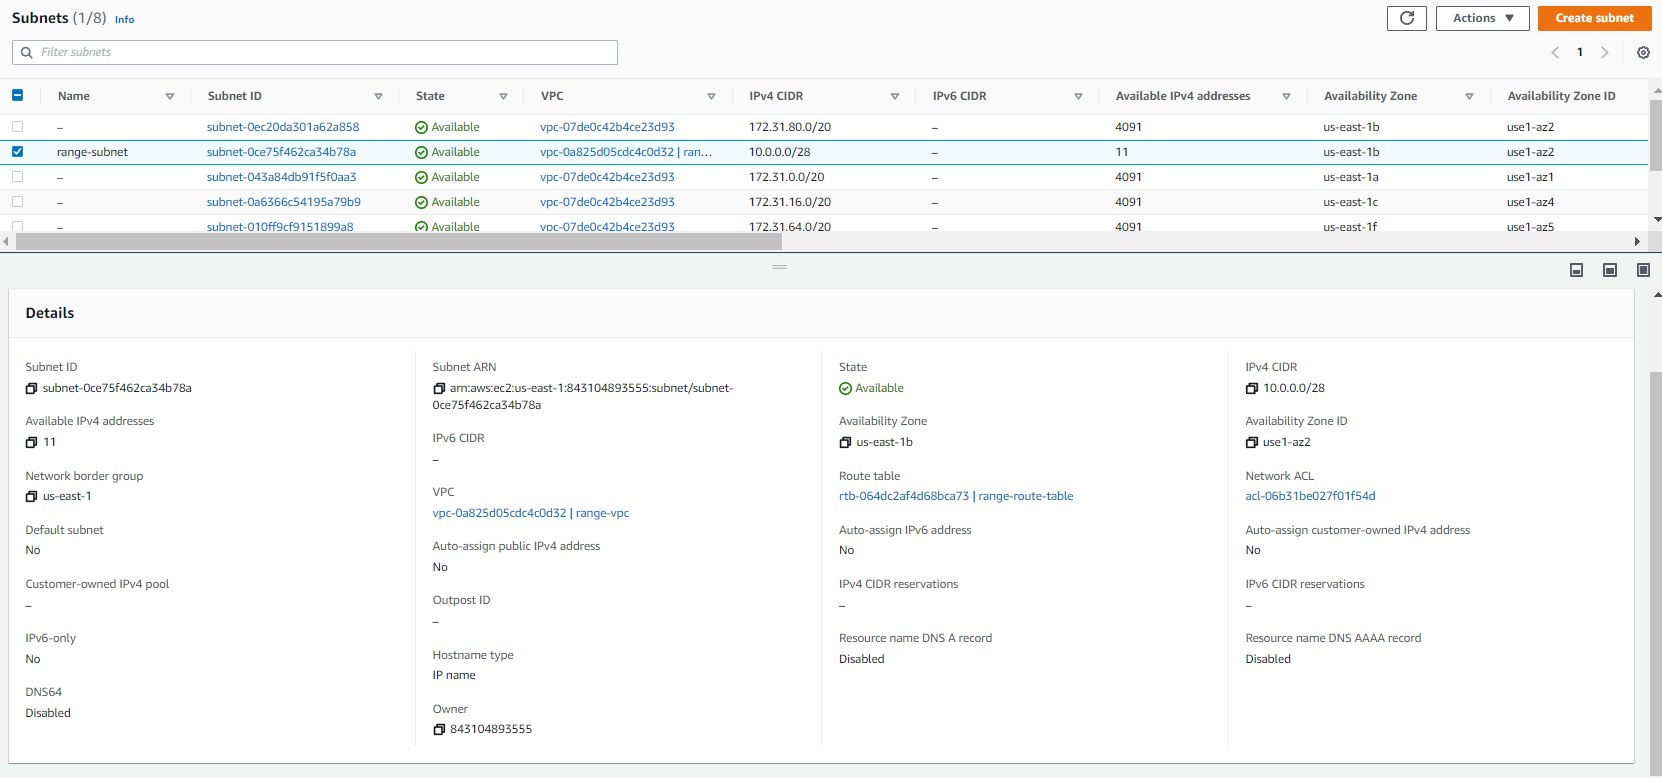 Subnets (1/8) Info
Actions
Create subnet
Filter subnets
1
Name Subnet ID State VPC IPv4 CIDR IPv6 CIDR Available IPv4 addresses Availability Zone Availability Zone ID
– subnet-0ec20da301a62a858 Available vpc-07de0c42b4ce23d93 172.31.80.0/20 – 4091 us-east-1b use1-az2
range-subnet subnet-0ce75f462ca34b78a Available vpc-0a825d05cdc4c0d32 | ran... 10.0.0.0/28 – 11 us-east-1b use1-az2
– subnet-043a84db91f5f0aa3 Available vpc-07de0c42b4ce23d93 172.31.0.0/20 – 4091 us-east-1a use1-az1
– subnet-0a6366c54195a79b9 Available vpc-07de0c42b4ce23d93 172.31.16.0/20 – 4091 us-east-1c use1-az4
– subnet-010ff9cf9151899a8 Available vpc-07de0c42b4ce23d93 172.31.64.0/20 – 4091 us-east-1f use1-az5
Details
Subnet ID
subnet-0ce75f462ca34b78a
Available IPv4 addresses
11
Network border group
us-east-1
Default subnet
No
Customer-owned IPv4 pool
–
IPv6-only
No
DNS64
Disabled
Subnet ARN
arn:aws:ec2:us-east-1:843104893555:subnet/subnet-
0ce75f462ca34b78a
IPv6 CIDR
–
VPC
vpc-0a825d05cdc4c0d32 | range-vpc
Auto-assign public IPv4 address
No
Outpost ID
–
Hostname type
IP name
Owner
843104893555
State
Available
Availability Zone
us-east-1b
Route table
rtb-064dc2af4d68bca73 | range-route-table
Auto-assign IPv6 address
No
IPv4 CIDR reservations
–
Resource name DNS A record
Disabled
IPv4 CIDR
10.0.0.0/28
Availability Zone ID
use1-az2
Network ACL
acl-06b31be027f01f54d
Auto-assign customer-owned IPv4 address
No
IPv6 CIDR reservations
–
Resource name DNS AAAA record
Disabled